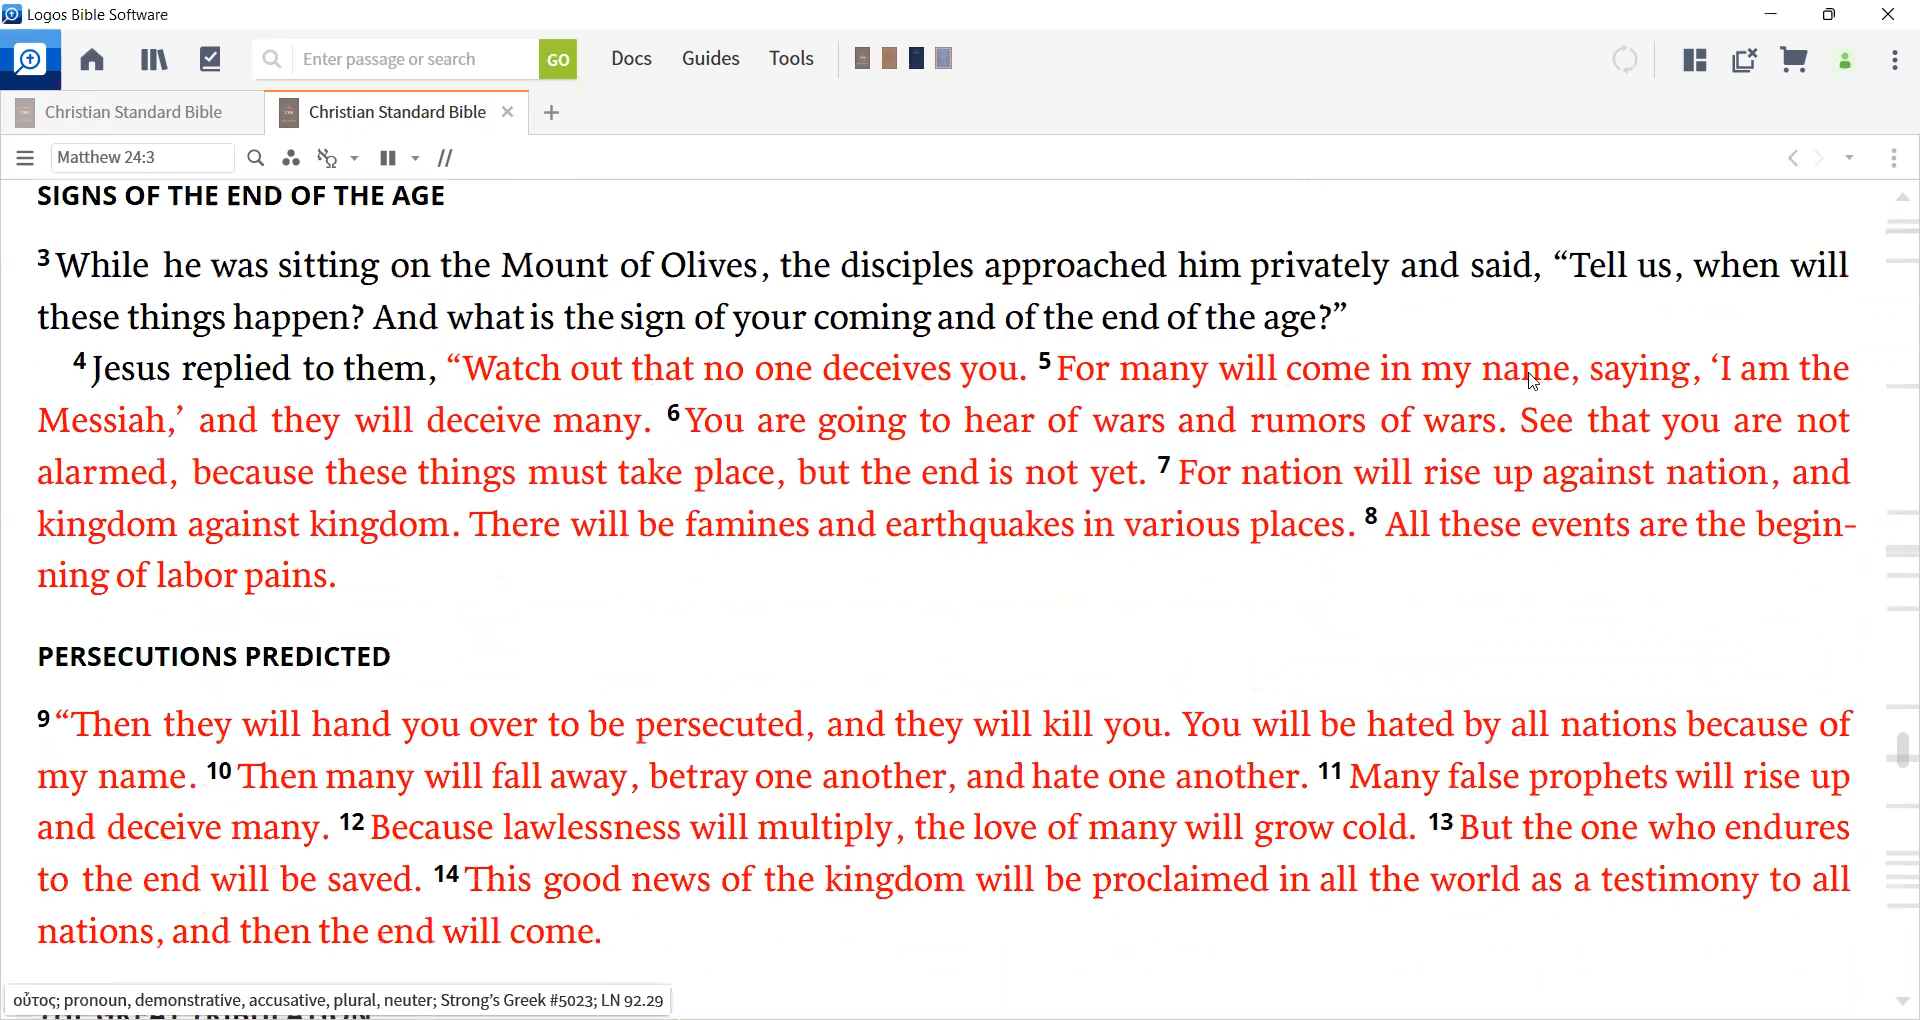 Logos Bible Software
Enter passage or search
GO
Docs
Guides
Tools
Christian Standard Bible
Christian Standard Bible
Matthew 24:3
SIGNS OF THE END OF THE AGE
3 While he was sitting on the Mount of Olives, the disciples approached him privately and said, “Tell us, when will
these things happen? And what is the sign of your coming and of the end of the age?”
4 Jesus replied to them, “Watch out that no one deceives you. 5 For many will come in my name, saying, ‘I am the
Messiah,’ and they will deceive many. 6 You are going to hear of wars and rumors of wars. See that you are not
alarmed, because these things must take place, but the end is not yet. 7 For nation will rise up against nation, and
kingdom against kingdom. There will be famines and earthquakes in various places. 8 All these events are the begin-
ning of labor pains.
PERSECUTIONS PREDICTED
9 “Then they will hand you over to be persecuted, and they will kill you. You will be hated by all nations because of
my name. 10 Then many will fall away, betray one another, and hate one another. 11 Many false prophets will rise up
and deceive many. 12 Because lawlessness will multiply, the love of many will grow cold. 13 But the one who endures
to the end will be saved. 14 This good news of the kingdom will be proclaimed in all the world as a testimony to all
nations, and then the end will come.
οὗτος; pronoun, demonstrative, accusative, plural, neuter; Strong’s Greek #5023; LN 92.29